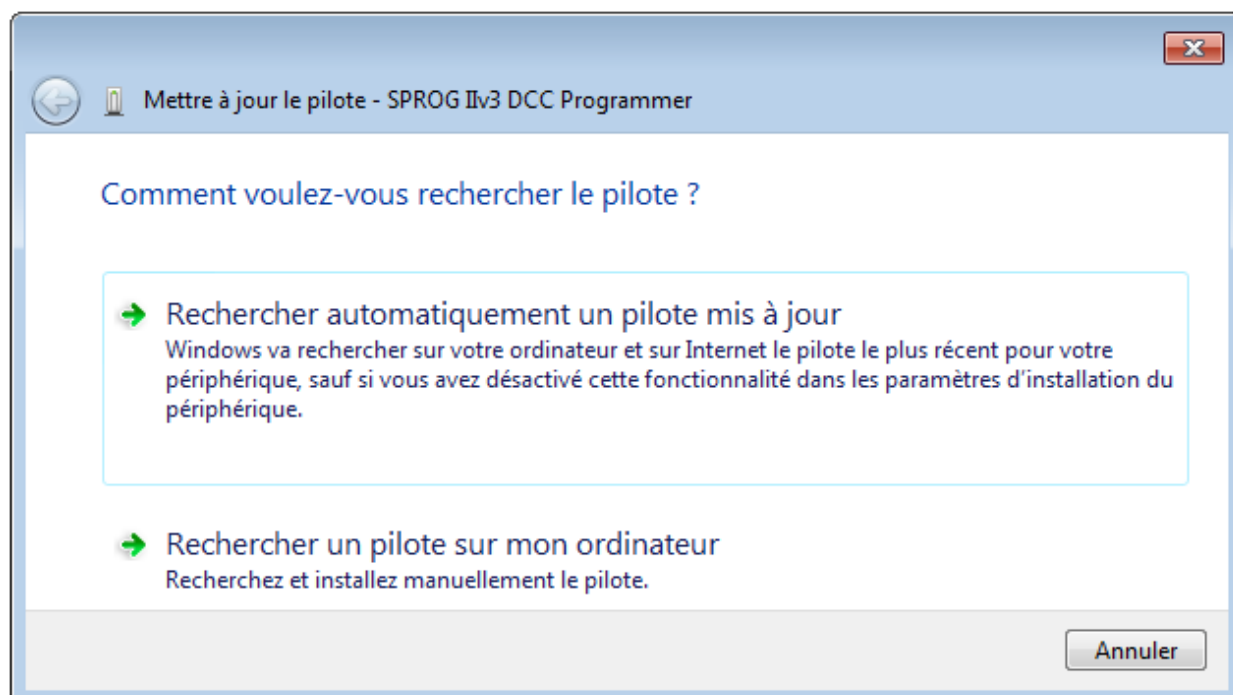 Mettre à jour le pilote - SPROG IIv3 DCC Programmer
Comment voulez-vous rechercher le pilote ?
Rechercher automatiquement un pilote mis à jour
Windows va rechercher sur votre ordinateur et sur Internet le pilote le plus récent pour votre
périphérique, sauf si vous avez désactivé cette fonctionnalité dans les paramètres d’installation du
périphérique.
Rechercher un pilote sur mon ordinateur
Recherchez et installez manuellement le pilote.
Annuler